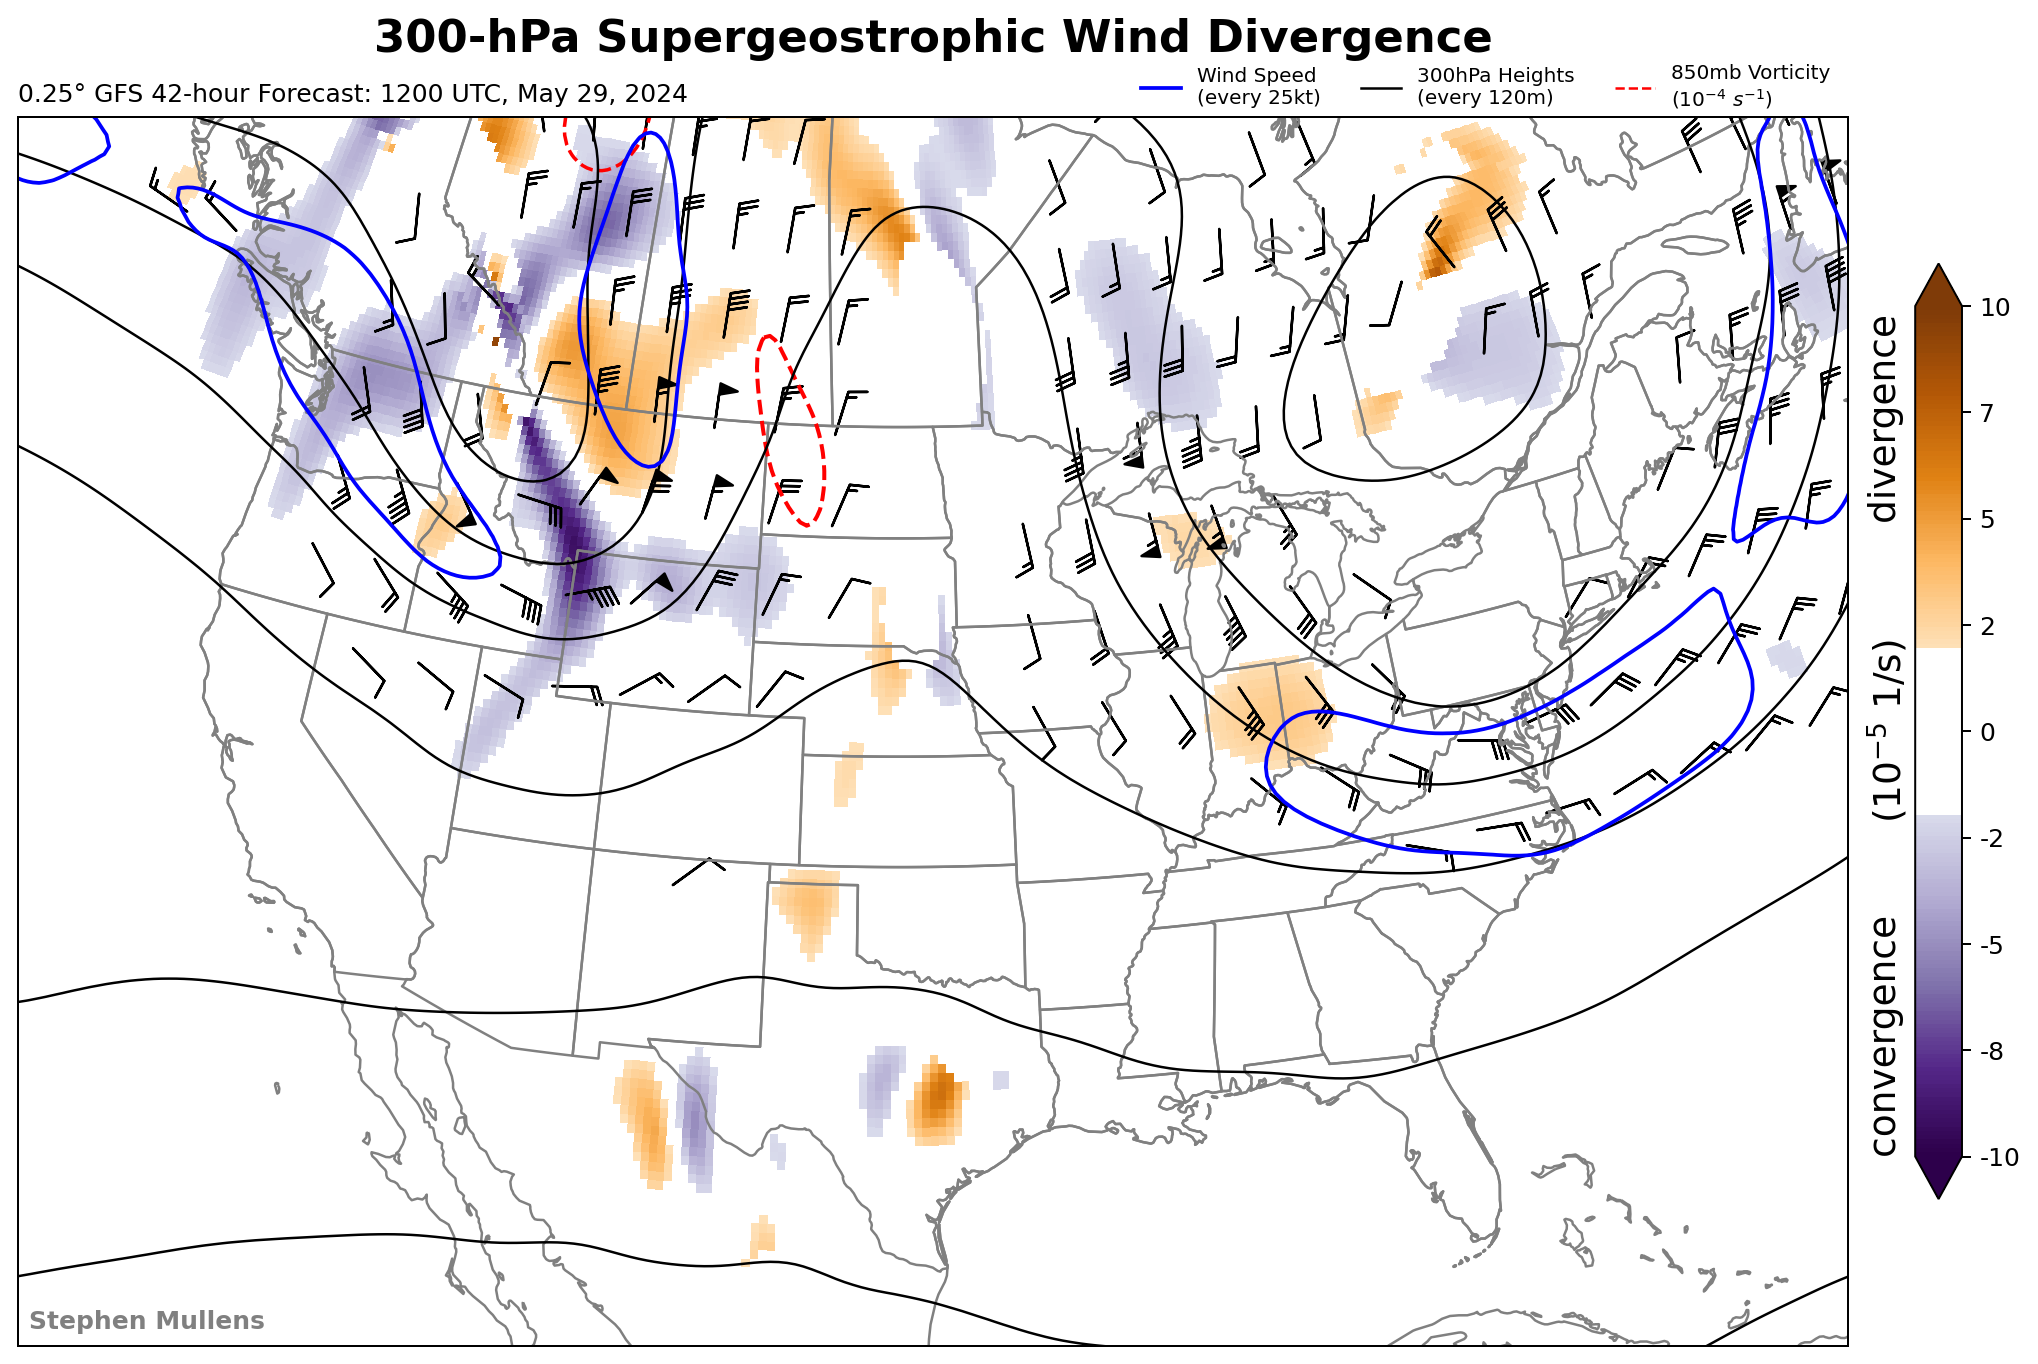 300-hPa Supergeostrophic Wind Divergence
0.25° GFS 42-hour Forecast: 1200 UTC, May 29, 2024
Wind Speed
(every 25kt)
300hPa Heights
(every 120m)
850mb Vorticity
(10⁻⁴ s⁻¹)
10
7
5
2
0
-2
-5
-8
-10
convergence (10⁻⁵ 1/s) divergence
Stephen Mullens